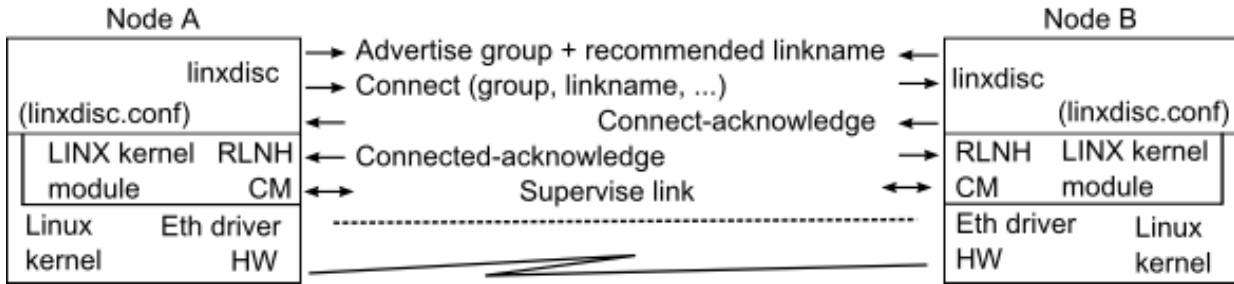 Node A
Node B
linxdisc
Advertise group + recommended linkname
linxdisc
Connect (group, linkname, ...)
(linxdisc.conf)
Connect-acknowledge
(linxdisc.conf)
LINX kernel RLNH
Connected-acknowledge
RLNH LINX kernel
module CM
Supervise link
CM module
Linux Eth driver
Eth driver Linux
kernel HW
HW kernel